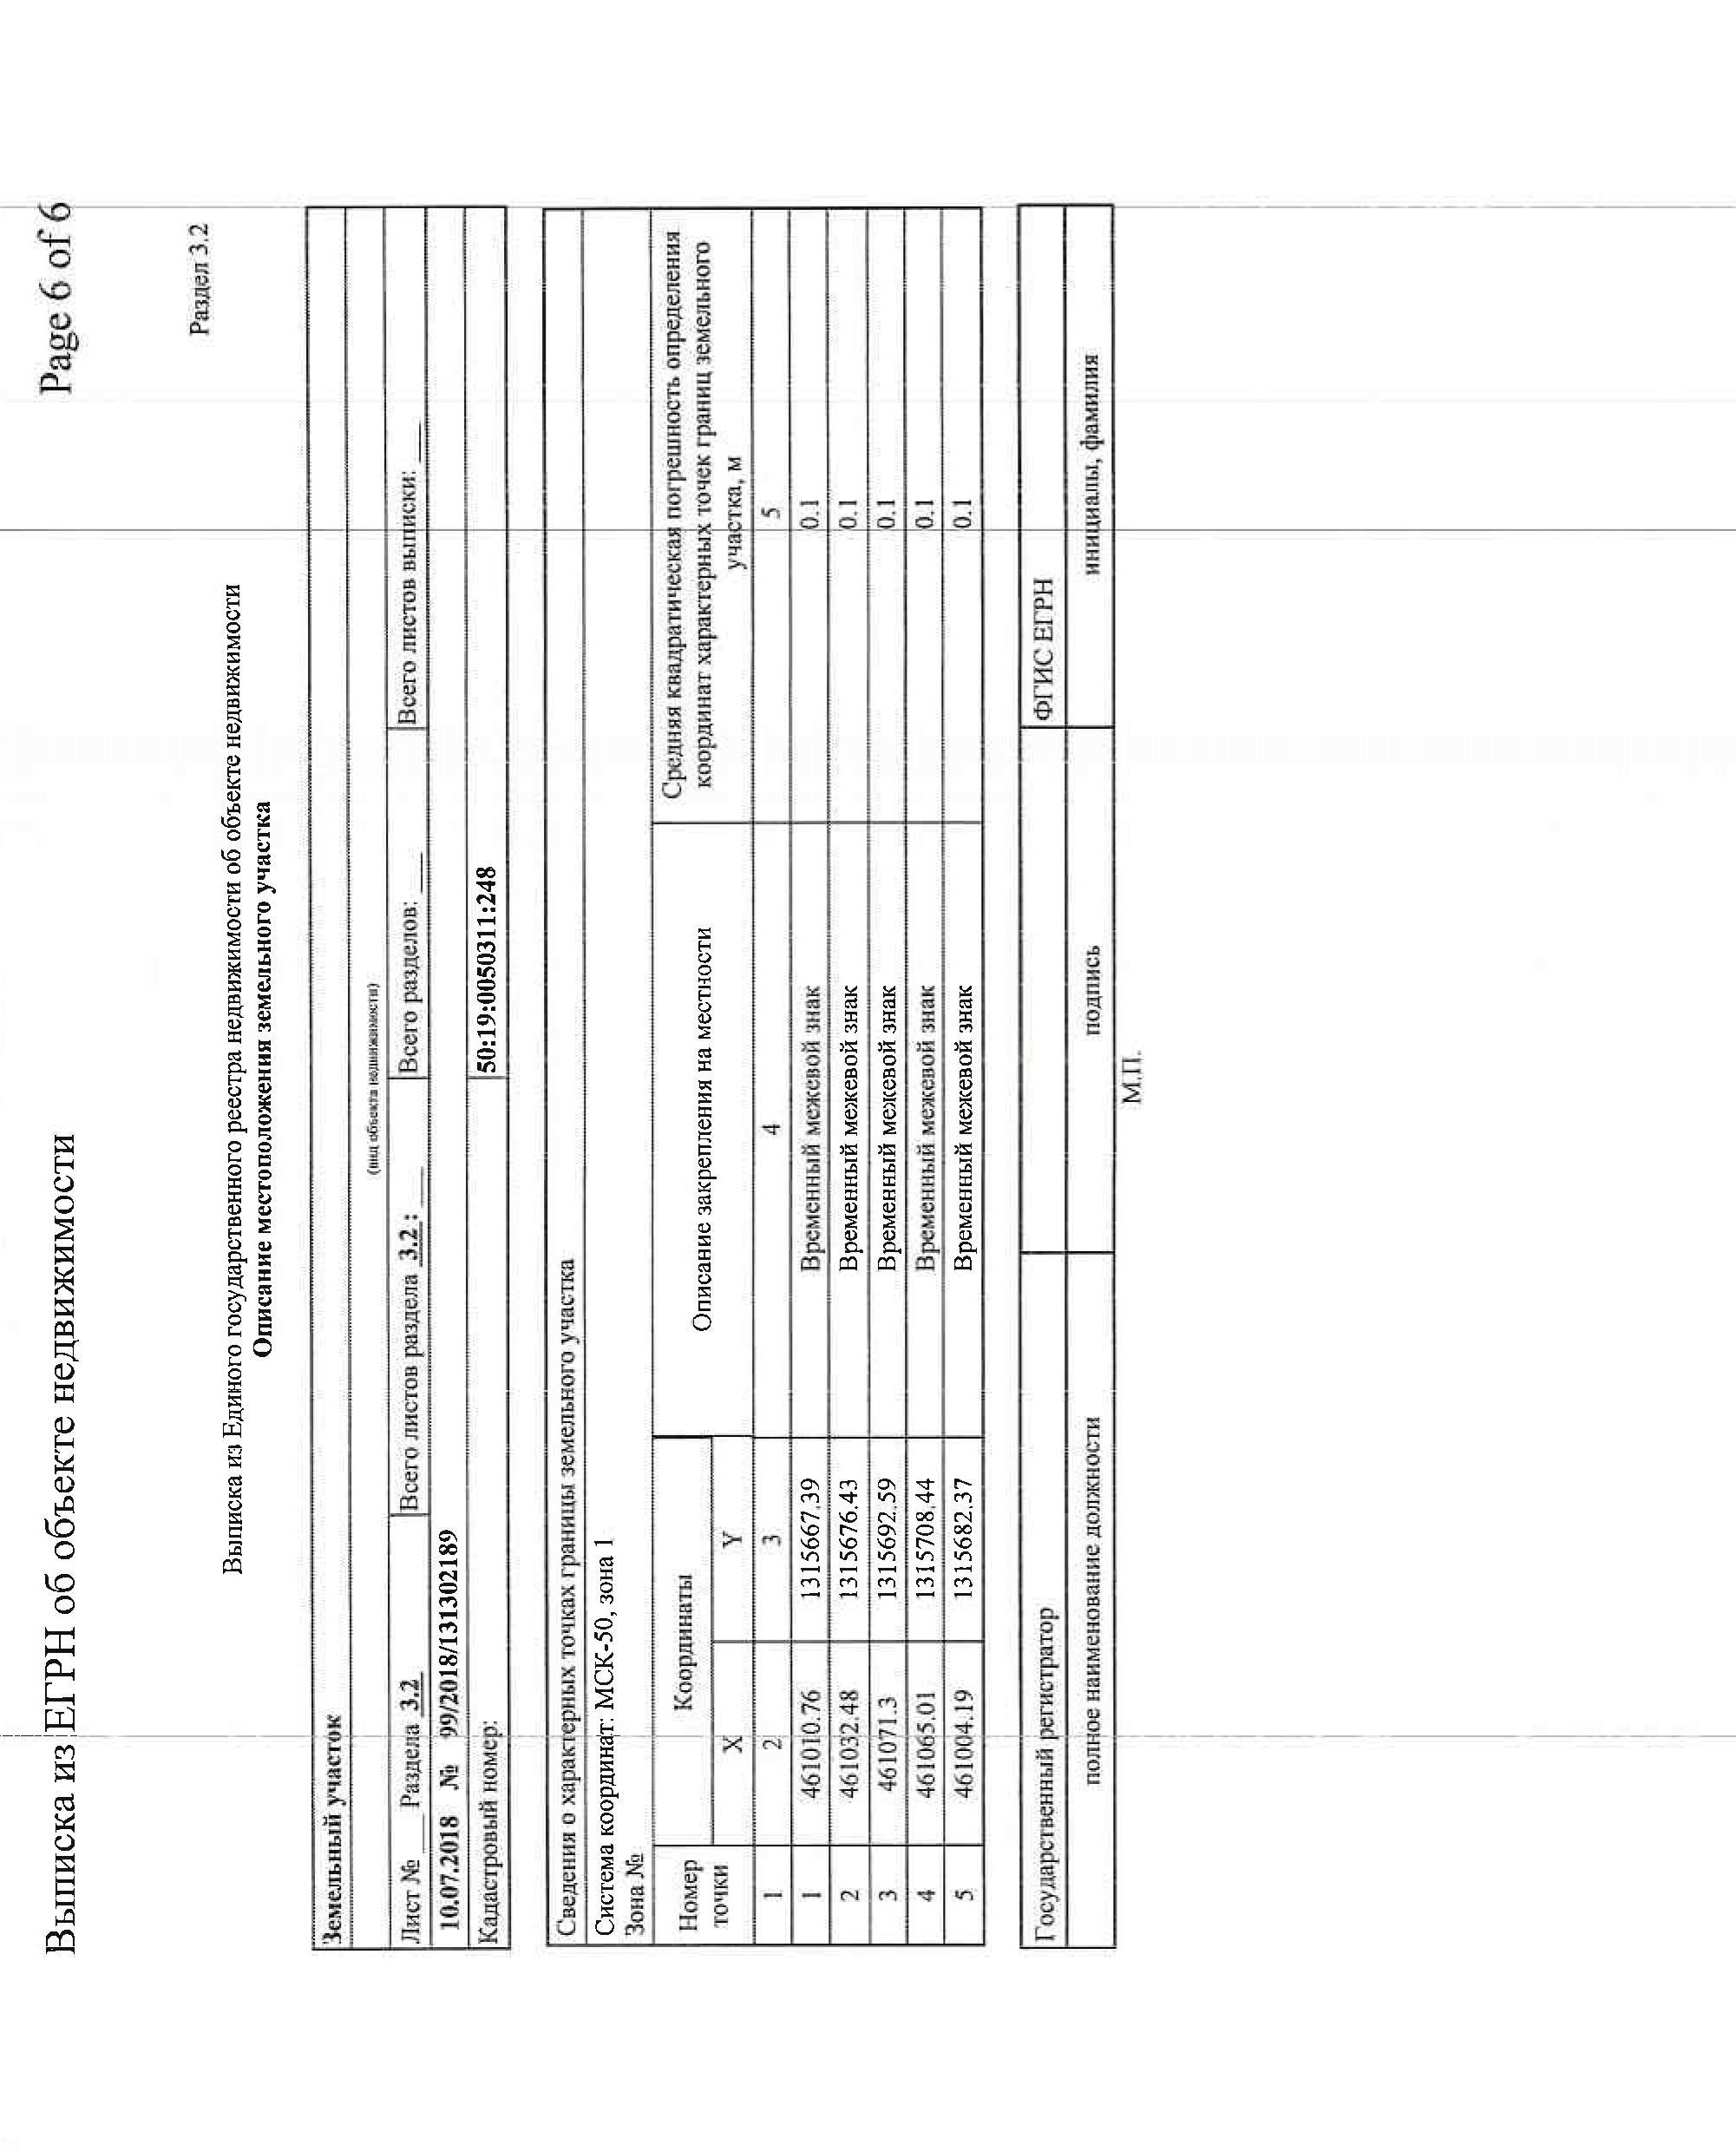 Выписка из ЕГРН об объекте недвижимости Page 6 of 6
Раздел 3.2
Выписка из Единого государственного реестра недвижимости об объекте недвижимости
Описание местоположения земельного участка
Земельный участок
(вид объекта недвижимости)
Лист № ___ Раздела 3.2 Всего листов раздела 3.2 : ___ Всего разделов: ___ Всего листов выписки: ___
10.07.2018 № 99/2018/131302189
Кадастровый номер: 50:19:0050311:248
Сведения о характерных точках границы земельного участка
Система координат: МСК-50, зона 1
Зона №
Номер точки Координаты Описание закрепления на местности Средняя квадратическая погрешность определения
координат характерных точек границ земельного
участка, м
X Y
1 2 3 4 5
1 461010.76 1315667.39 Временный межевой знак 0.1
2 461032.48 1315676.43 Временный межевой знак 0.1
3 461071.3 1315692.59 Временный межевой знак 0.1
4 461065.01 1315708.44 Временный межевой знак 0.1
5 461004.19 1315682.37 Временный межевой знак 0.1
Государственный регистратор ФГИС ЕГРН
полное наименование должности подпись инициалы, фамилия
М.П.